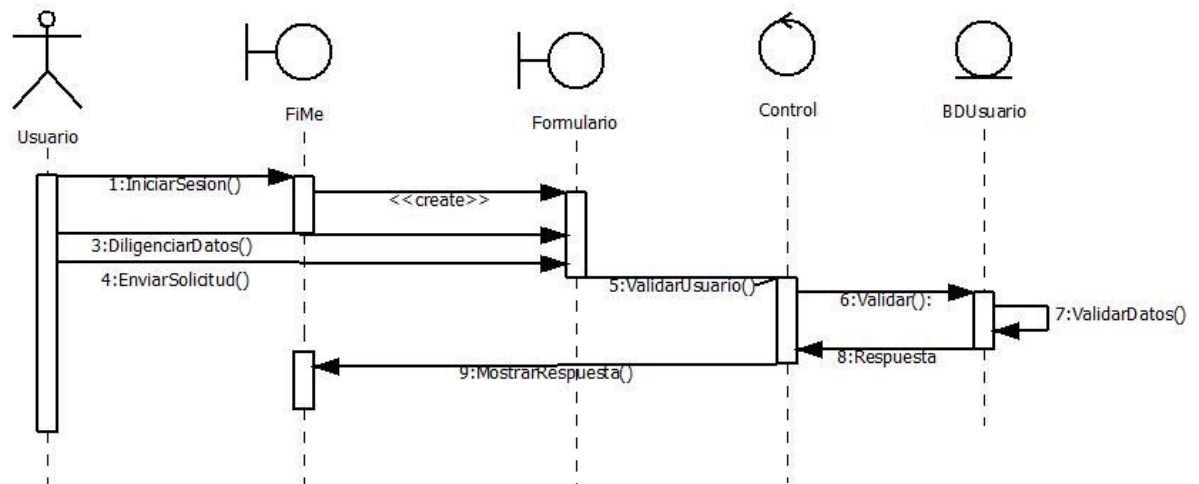 Usuario
FiMe
Formulario
Control
BDUsuario
1:IniciarSesion()
<<create>>
3:DiligenciarDatos()
4:EnviarSolicitud()
5:ValidarUsuario()
6:Validar():
7:ValidarDatos()
8:Respuesta
9:MostrarRespuesta()